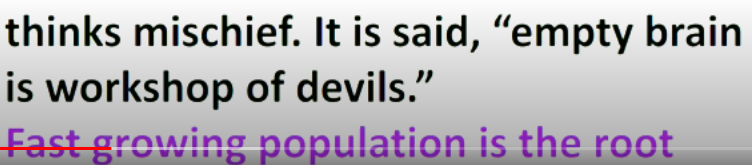 thinks mischief. It is said, “empty brain
is workshop of devils.”
Fast growing population is the root